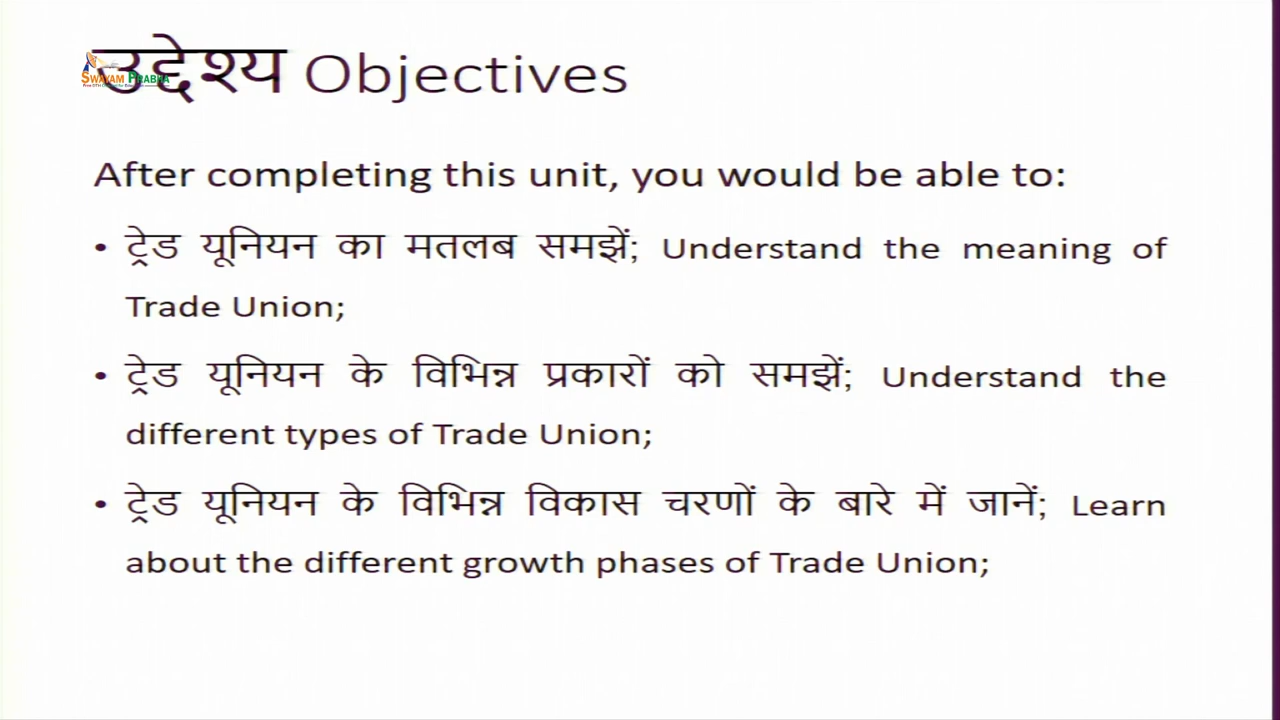 उद्देश्य Objectives
SWAYAM PRABHA
After completing this unit, you would be able to:
• ट्रेड यूनियन का मतलब समझें; Understand the meaning of
Trade Union;
• ट्रेड यूनियन के विभिन्न प्रकारों को समझें; Understand the
different types of Trade Union;
• ट्रेड यूनियन के विभिन्न विकास चरणों के बारे में जानें; Learn
about the different growth phases of Trade Union;